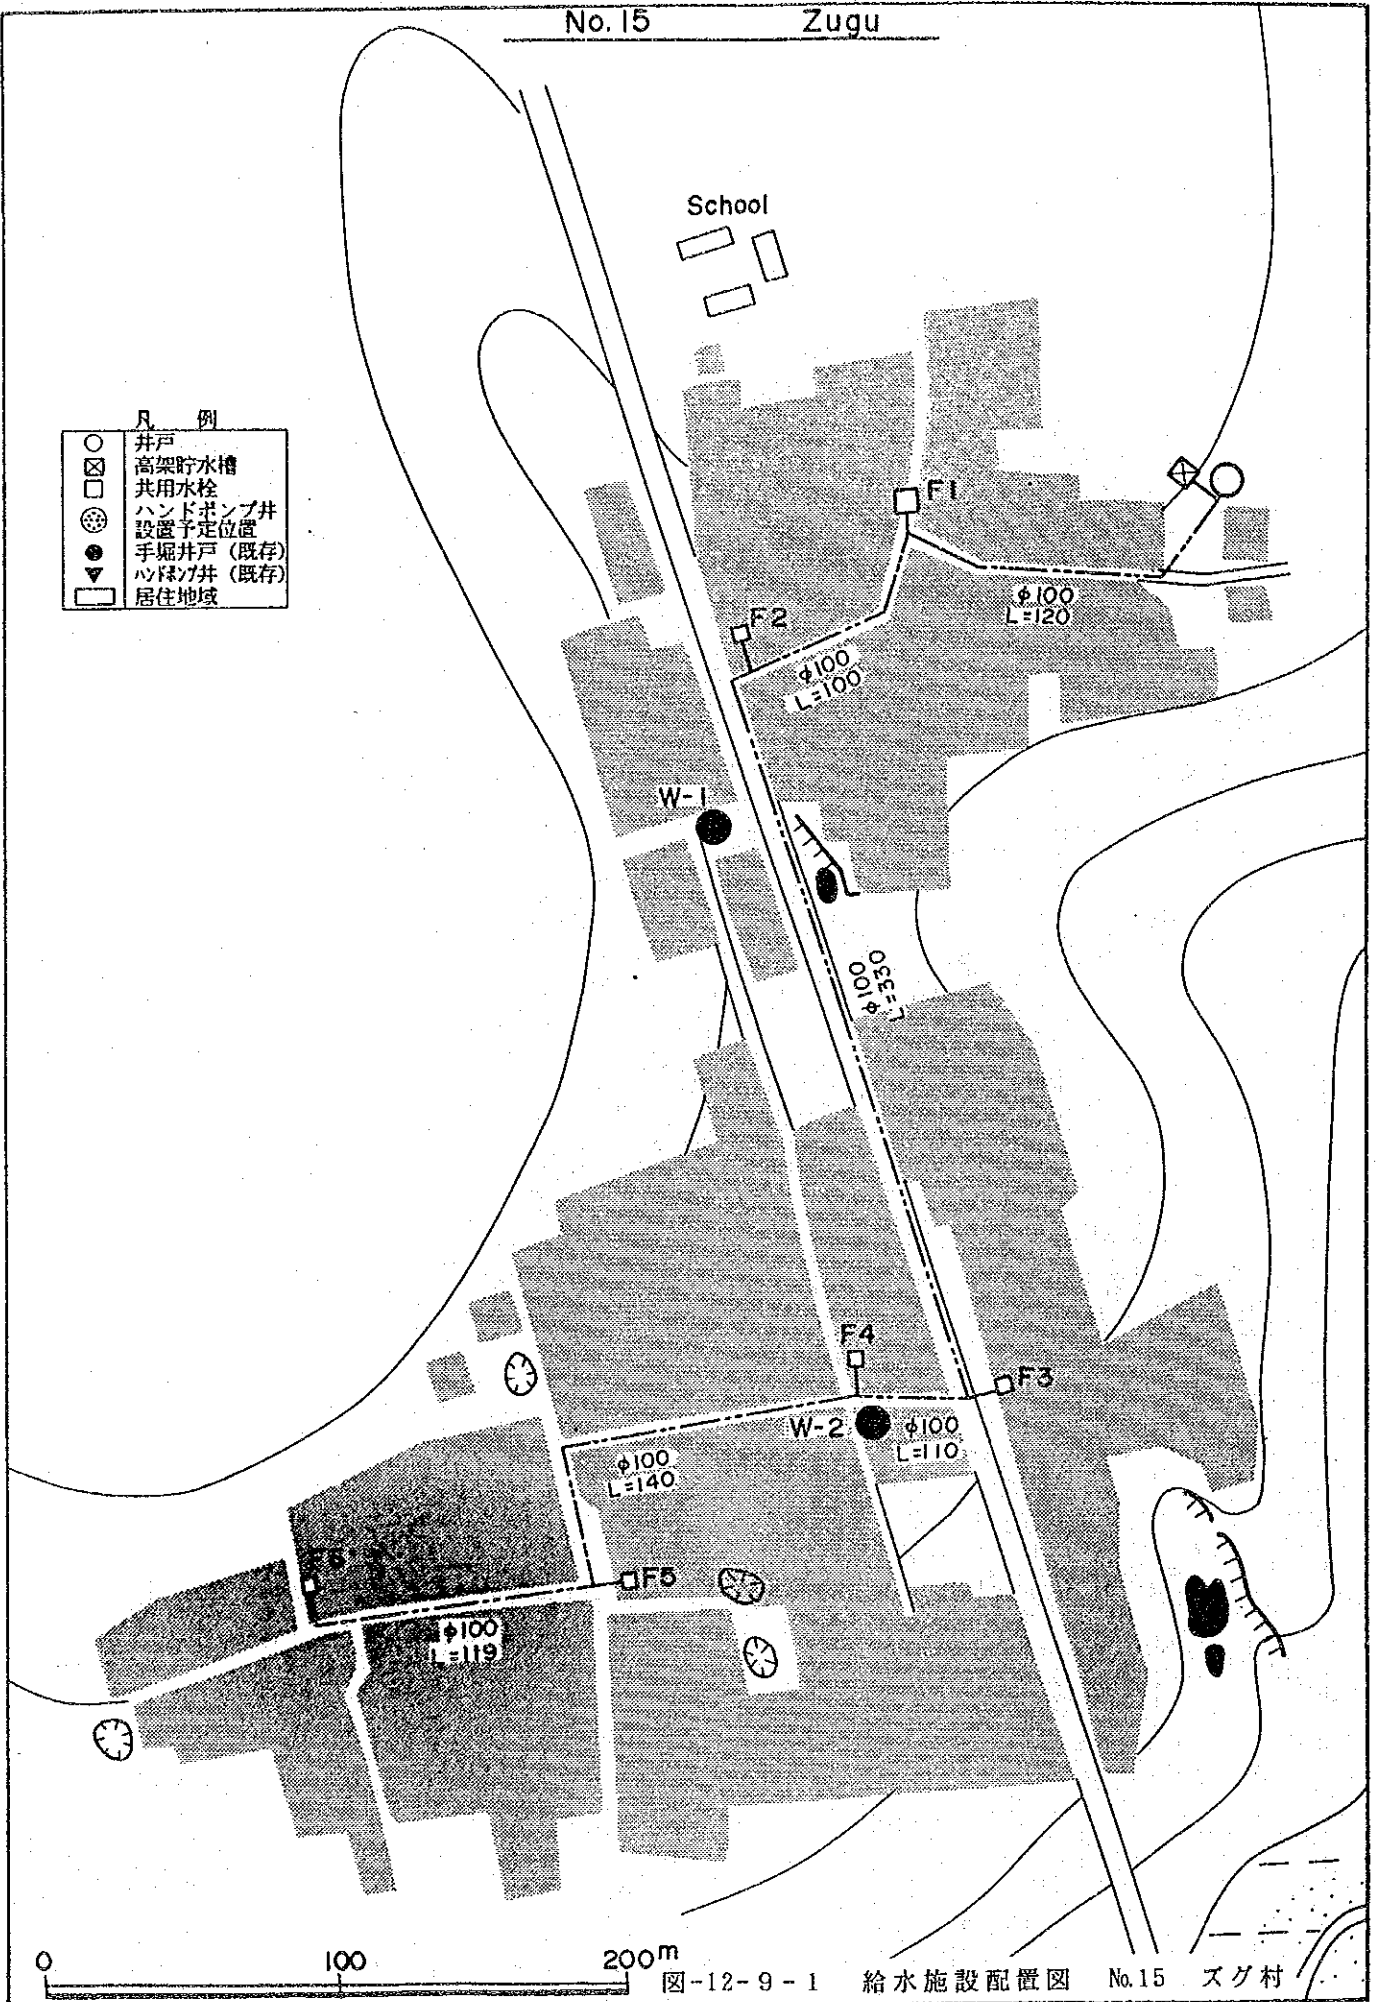 No.15 Zugu
School
凡 例
井戸
高架貯水槽
共用水栓
ハンドポンプ井
設置予定位置
手堀井戸 (既存)
ハンドポンプ井 (既存)
居住地域
F1
φ100
L=120
F2
φ100
L=100
W-1
φ100
L=330
F4
F3
W-2
φ100
L=110
φ100
L=140
F6
F5
φ100
L=119
0 100 200m
図-12-9-1 給水施設配置図 No.15 ズグ村